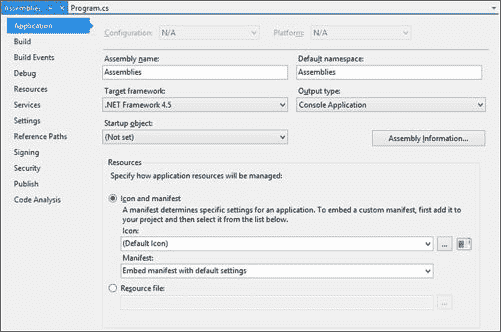 Assemblies
Program.cs
Application
Build
Build Events
Debug
Resources
Services
Settings
Reference Paths
Signing
Security
Publish
Code Analysis
Configuration: N/A Platform: N/A
Assembly name: Default namespace:
Assemblies Assemblies
Target framework: Output type:
.NET Framework 4.5 Console Application
Startup object:
(Not set) Assembly Information...
Resources
Specify how application resources will be managed:
Icon and manifest
A manifest determines specific settings for an application. To embed a custom manifest, first add it to
your project and then select it from the list below.
Icon:
(Default Icon) ...
Manifest:
Embed manifest with default settings
Resource file:
...